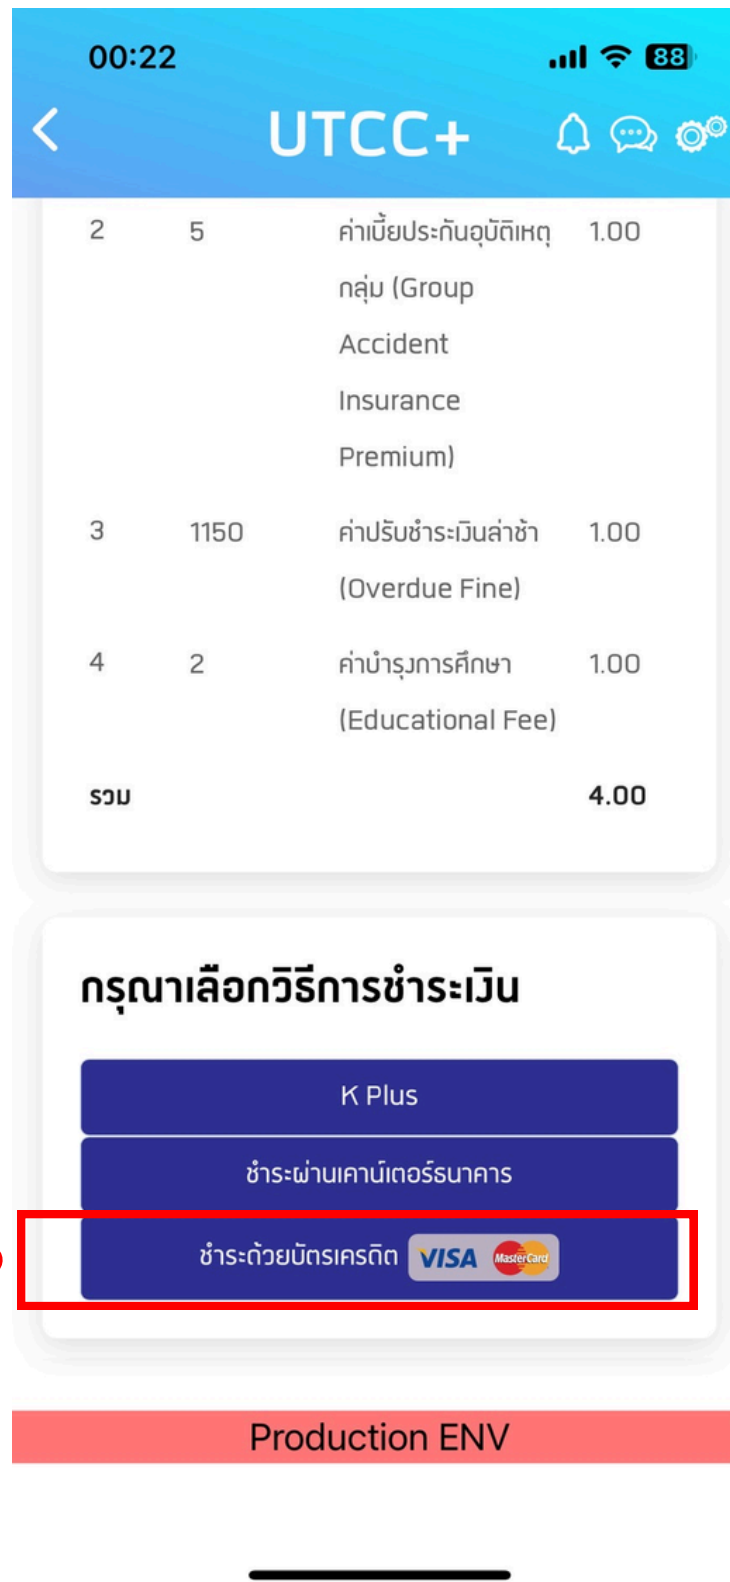 00:22 88
UTCC+
2 5 ค่าเบี้ยประกันอุบัติเหตุ 1.00
กลุ่ม (Group
Accident
Insurance
Premium)
3 1150 ค่าปรับชำระเงินล่าช้า 1.00
(Overdue Fine)
4 2 ค่าบำรุงการศึกษา 1.00
(Educational Fee)
รวม 4.00
กรุณาเลือกวิธีการชำระเงิน
K Plus
ชำระผ่านเคาน์เตอร์ธนาคาร
ชำระด้วยบัตรเครดิต VISA MasterCard
Production ENV